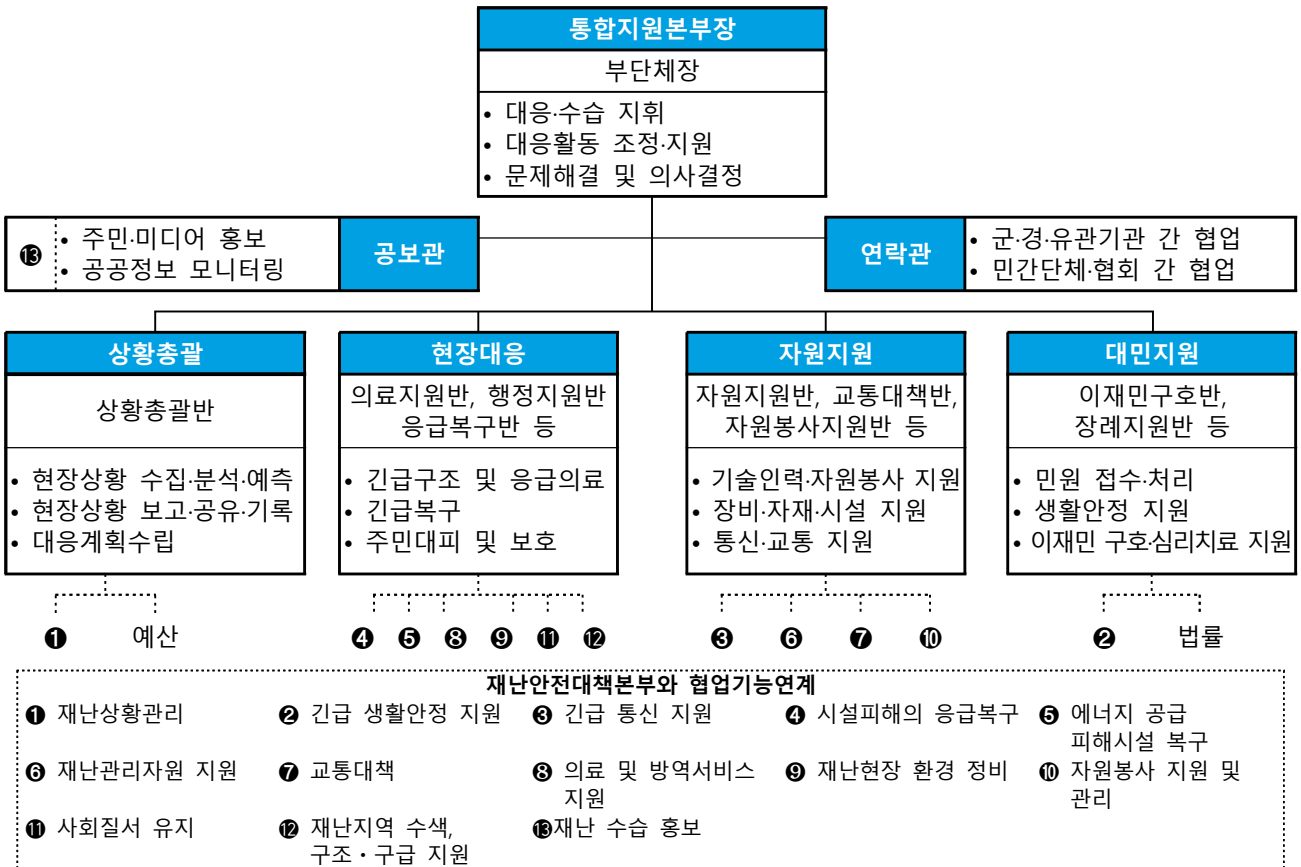 통합지원본부장
부단체장
• 대응·수습 지휘
• 대응활동 조정·지원
• 문제해결 및 의사결정
⓭ • 주민·미디어 홍보
• 공공정보 모니터링
공보관
연락관
• 군·경·유관기관 간 협업
• 민간단체·협회 간 협업
상황총괄
상황총괄반
• 현장상황 수집·분석·예측
• 현장상황 보고·공유·기록
• 대응계획수립
❶ 예산
현장대응
의료지원반, 행정지원반
응급복구반 등
• 긴급구조 및 응급의료
• 긴급복구
• 주민대피 및 보호
❹ ❺ ❽ ❾ ⓫ ⓬
자원지원
자원지원반, 교통대책반,
자원봉사지원반 등
• 기술인력·자원봉사 지원
• 장비·자재·시설 지원
• 통신·교통 지원
❸ ❻ ❼ ❿
대민지원
이재민구호반,
장례지원반 등
• 민원 접수·처리
• 생활안정 지원
• 이재민 구호·심리치료 지원
❷ 법률
재난안전대책본부와 협업기능연계
❶ 재난상황관리
❷ 긴급 생활안정 지원
❸ 긴급 통신 지원
❹ 시설피해의 응급복구
❺ 에너지 공급
피해시설 복구
❻ 재난관리자원 지원
❼ 교통대책
❽ 의료 및 방역서비스
지원
❾ 재난현장 환경 정비
❿ 자원봉사 지원 및
관리
⓫ 사회질서 유지
⓬ 재난지역 수색,
구조・구급 지원
⓭재난 수습 홍보